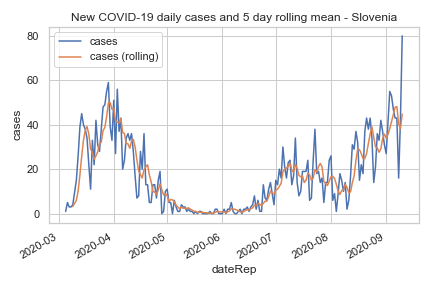 New COVID-19 daily cases and 5 day rolling mean - Slovenia
cases
cases (rolling)
80
60
40
20
0
cases
2020-03
2020-04
2020-05
2020-06
2020-07
2020-08
2020-09
dateRep